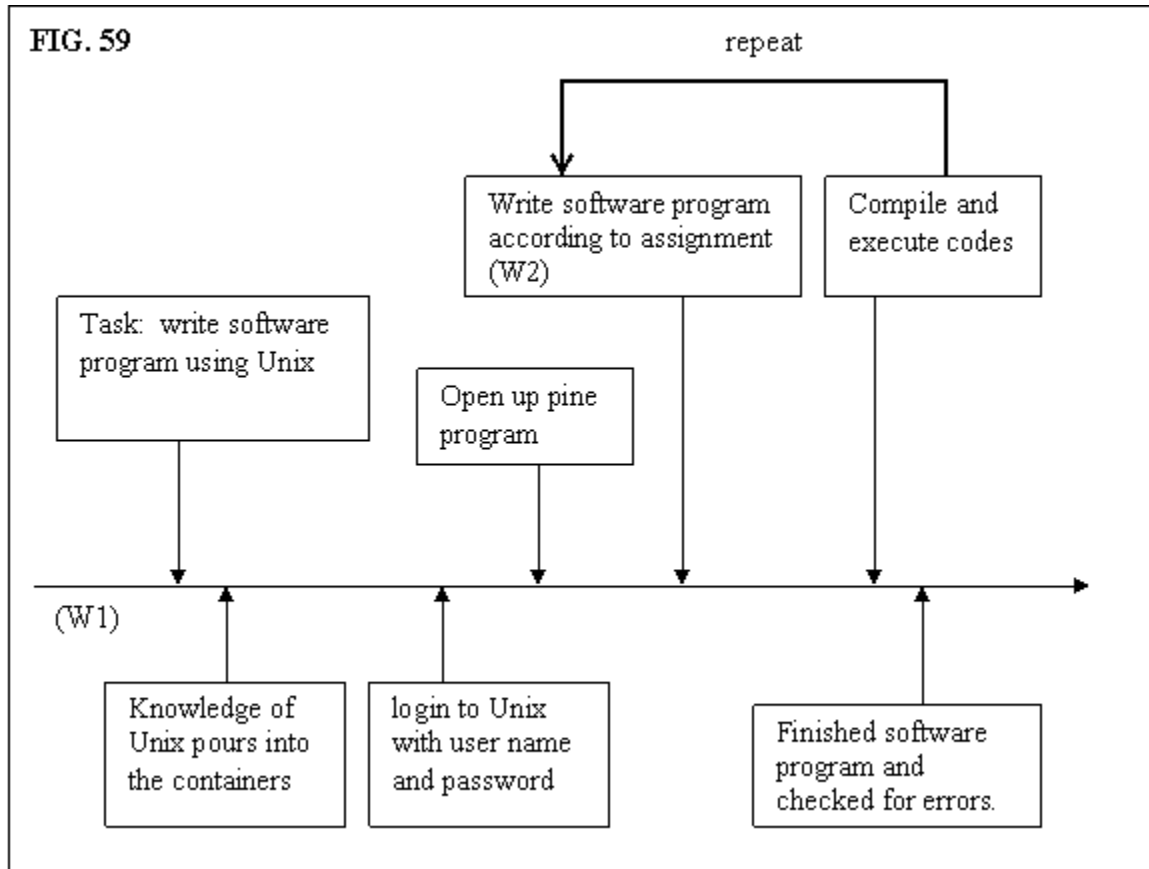 FIG. 59
repeat
Write software program
according to assignment
(W2)
Compile and
execute codes
Task:  write software
program using Unix
Open up pine
program
(W1)
Knowledge of
Unix pours into
the containers
login to Unix
with user name
and password
Finished software
program and
checked for errors.